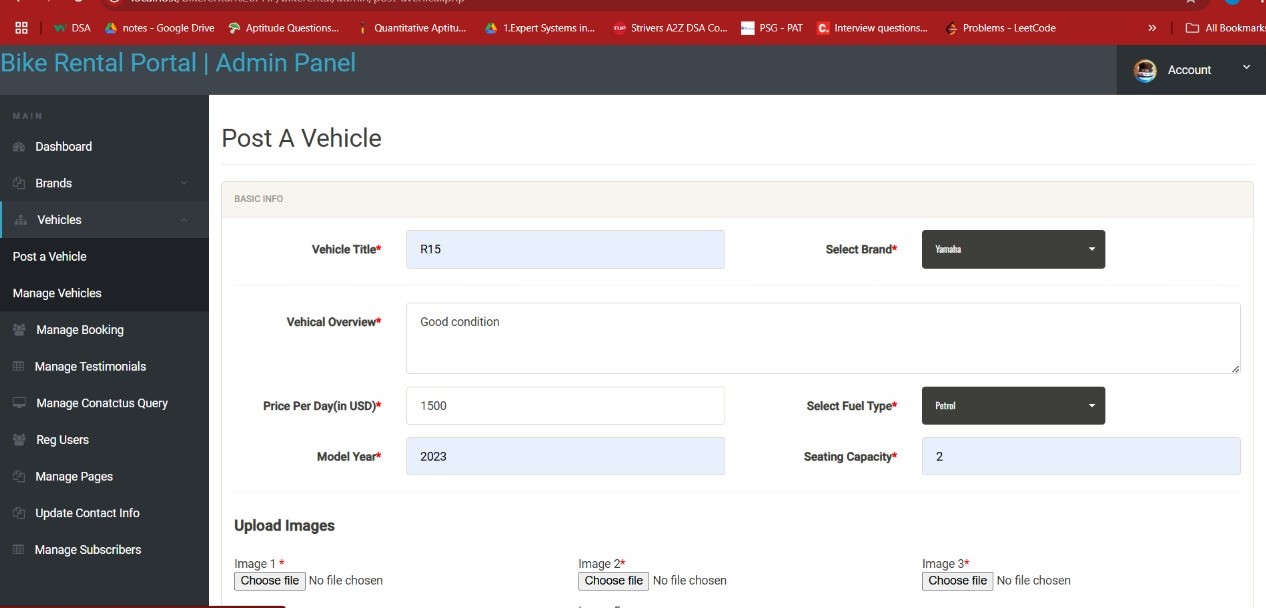 DSA notes - Google Drive Aptitude Questions... Quantitative Aptitu... 1.Expert Systems in... Strivers A2Z DSA Co... PSG - PAT Interview questions... Problems - LeetCode » All Bookmarks
Bike Rental Portal | Admin Panel
Account
MAIN
Dashboard
Brands
Vehicles
Post a Vehicle
Manage Vehicles
Manage Booking
Manage Testimonials
Manage Conatctus Query
Reg Users
Manage Pages
Update Contact Info
Manage Subscribers
Post A Vehicle
BASIC INFO
Vehicle Title* R15 Select Brand* Yamaha
Vehical Overview* Good condition
Price Per Day(in USD)* 1500 Select Fuel Type* Petrol
Model Year* 2023 Seating Capacity* 2
Upload Images
Image 1 * Image 2* Image 3*
Choose file No file chosen Choose file No file chosen Choose file No file chosen